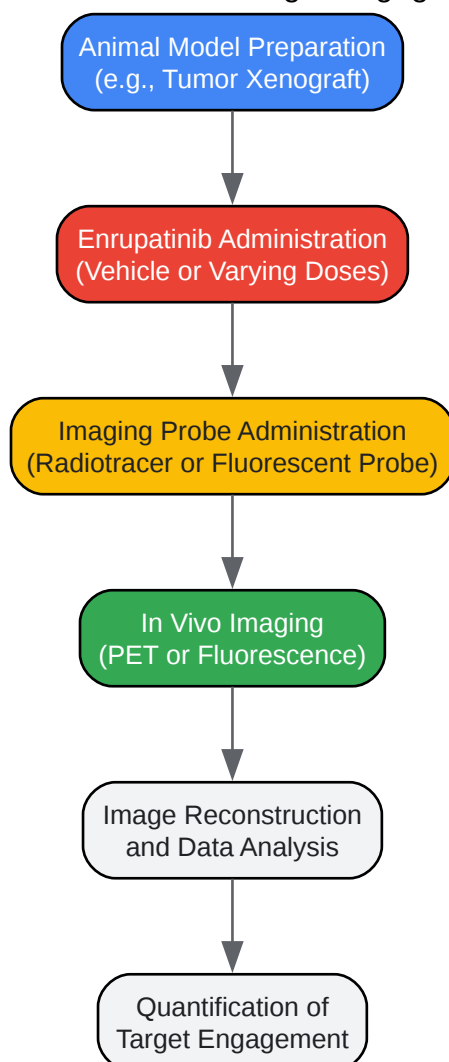 Animal Model Preparation
(e.g., Tumor Xenograft)
Enrupatinib Administration
(Vehicle or Varying Doses)
Imaging Probe Administration
(Radiotracer or Fluorescent Probe)
In Vivo Imaging
(PET or Fluorescence)
Image Reconstruction
and Data Analysis
Quantification of
Target Engagement